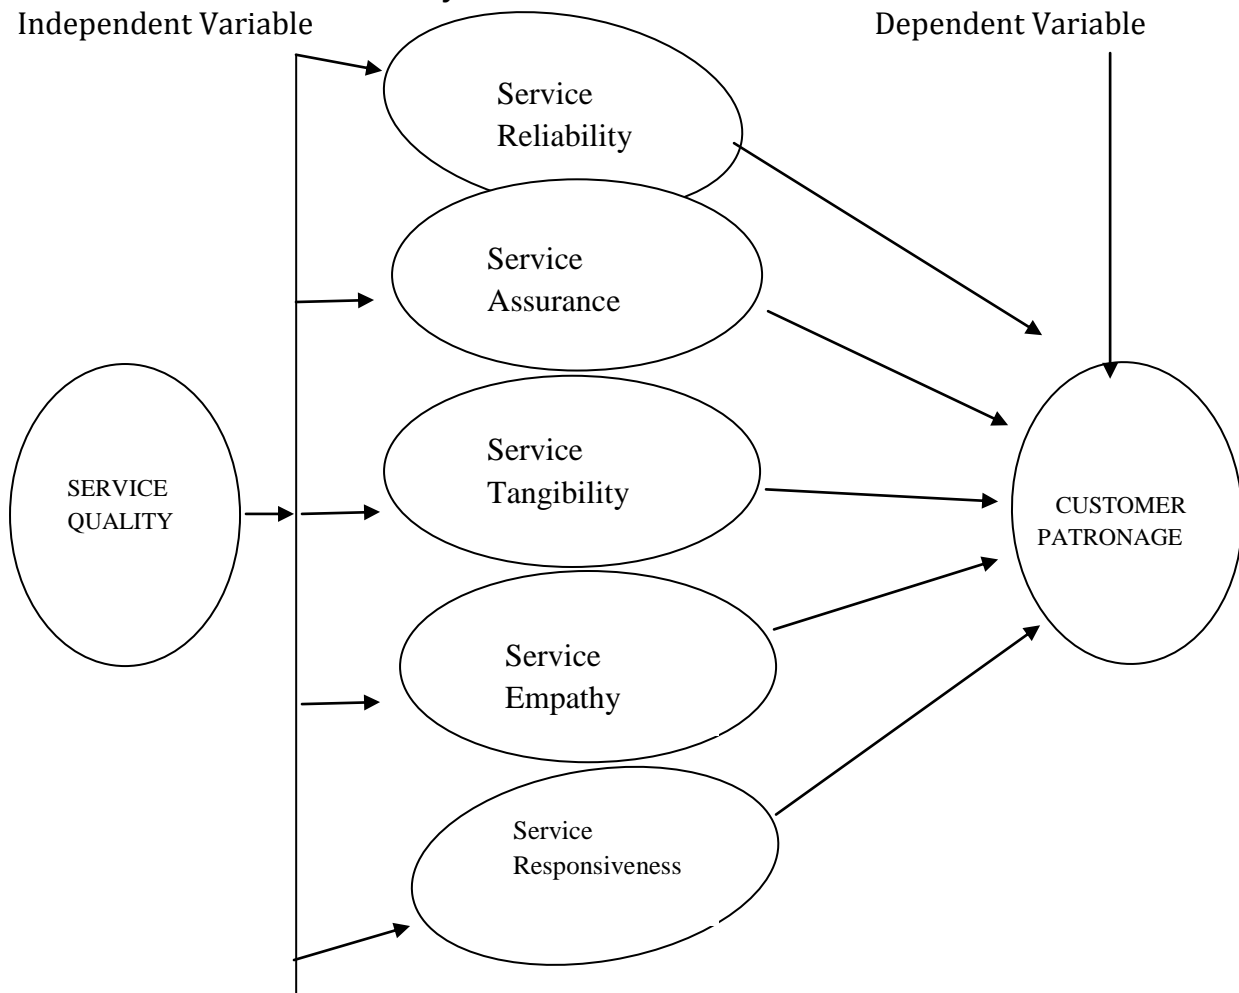 Independent Variable
Dependent Variable
Service
Reliability
Service
Assurance
Service
Tangibility
SERVICE
QUALITY
CUSTOMER
PATRONAGE
Service
Empathy
Service
Responsiveness